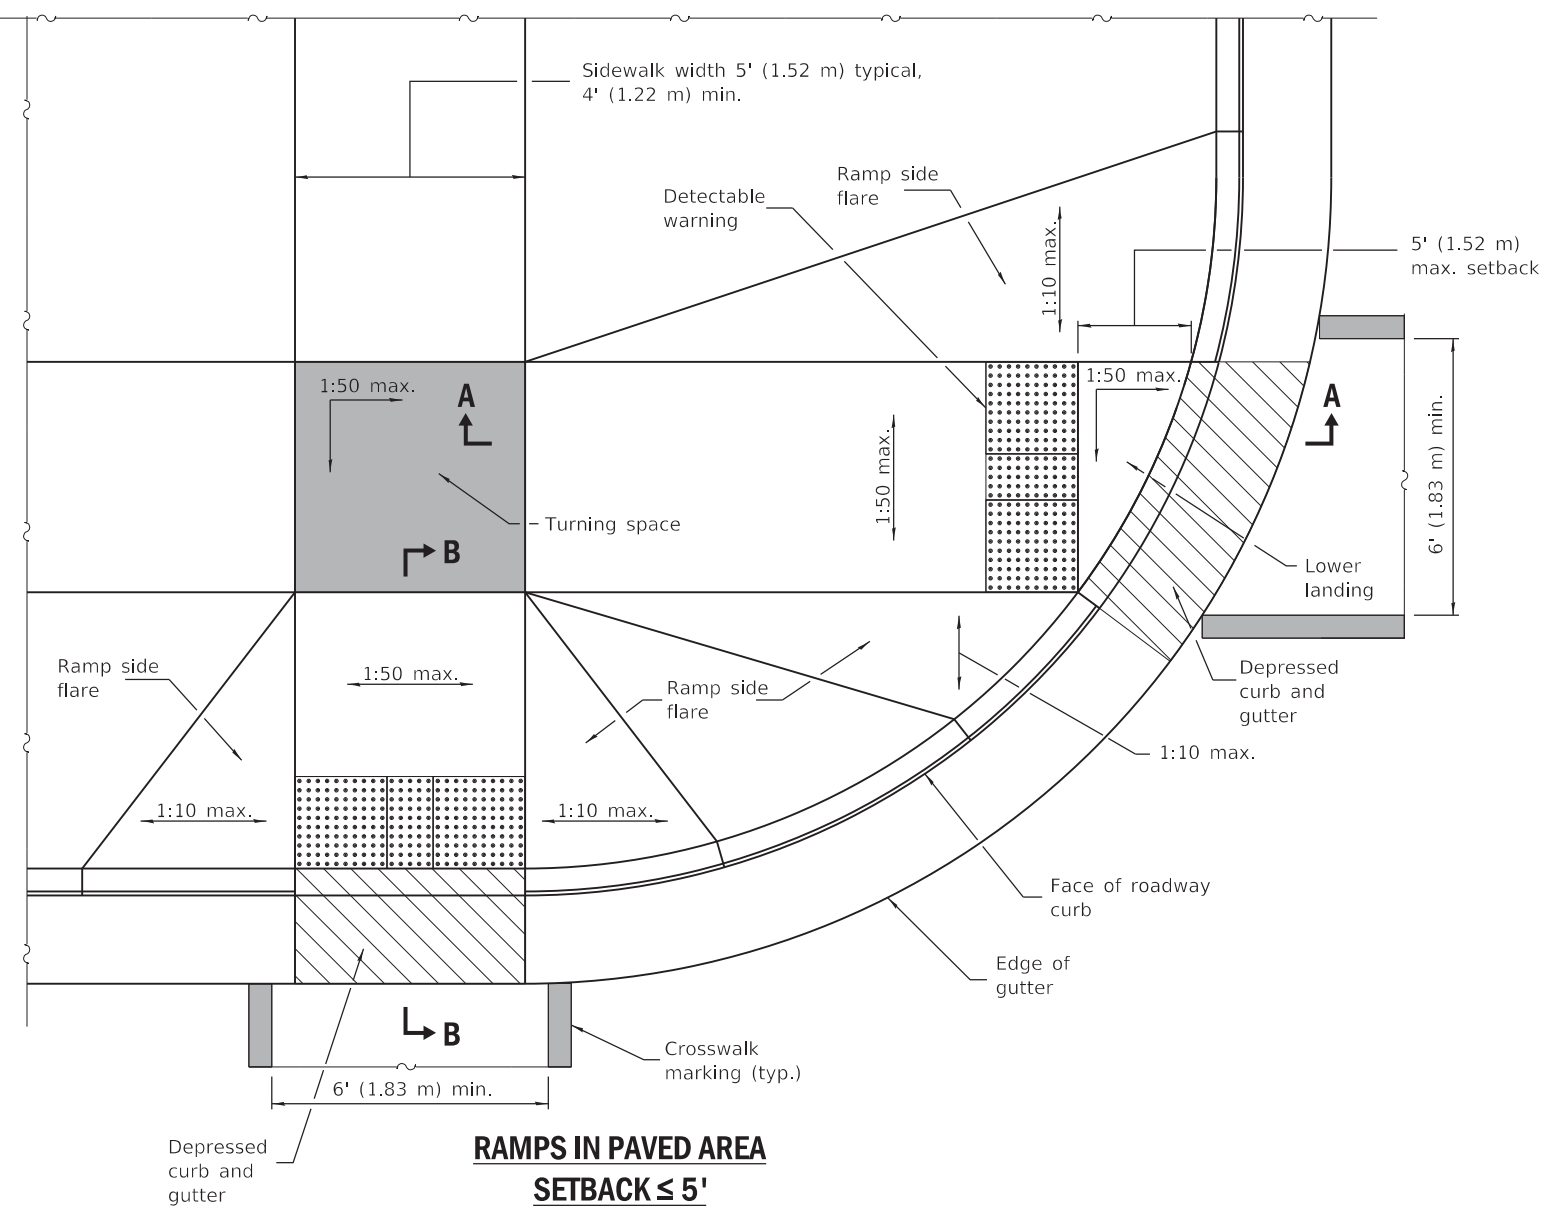 Sidewalk width 5' (1.52 m) typical,
4' (1.22 m) min.
Ramp side
flare
Detectable
warning
1:10 max.
5' (1.52 m)
max. setback
1:50 max.
A
1:50 max.
A
1:50 max.
6' (1.83 m) min.
Turning space
B
Lower
landing
Ramp side
flare
1:50 max.
Ramp side
flare
Depressed
curb and
gutter
1:10 max.
1:10 max.
1:10 max.
Face of roadway
curb
Edge of
gutter
B
Crosswalk
marking (typ.)
6' (1.83 m) min.
Depressed
curb and
gutter
RAMPS IN PAVED AREA
SETBACK ≤ 5'